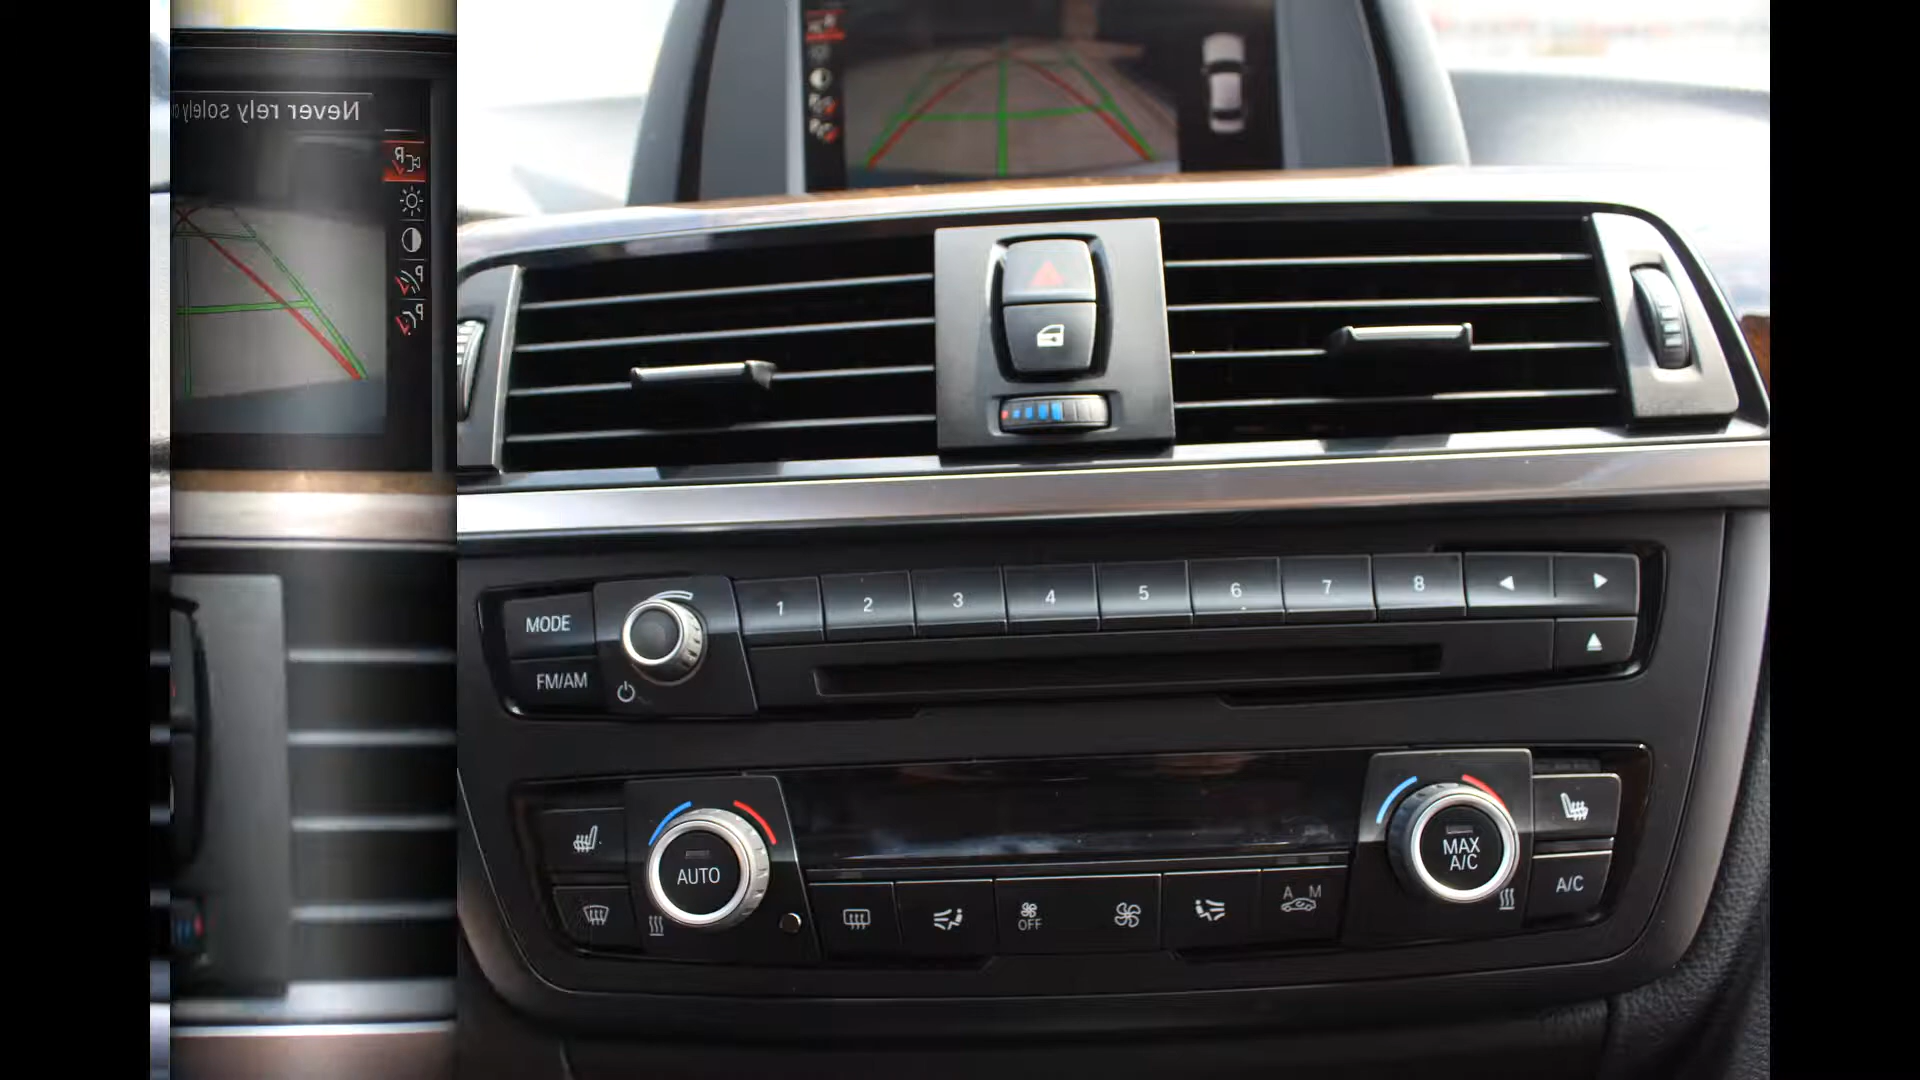 Never rely solely
R
P
P
MODE
1 2 3 4 5 6 7 8
FM/AM
AUTO
OFF
A M
MAX
A/C
A/C